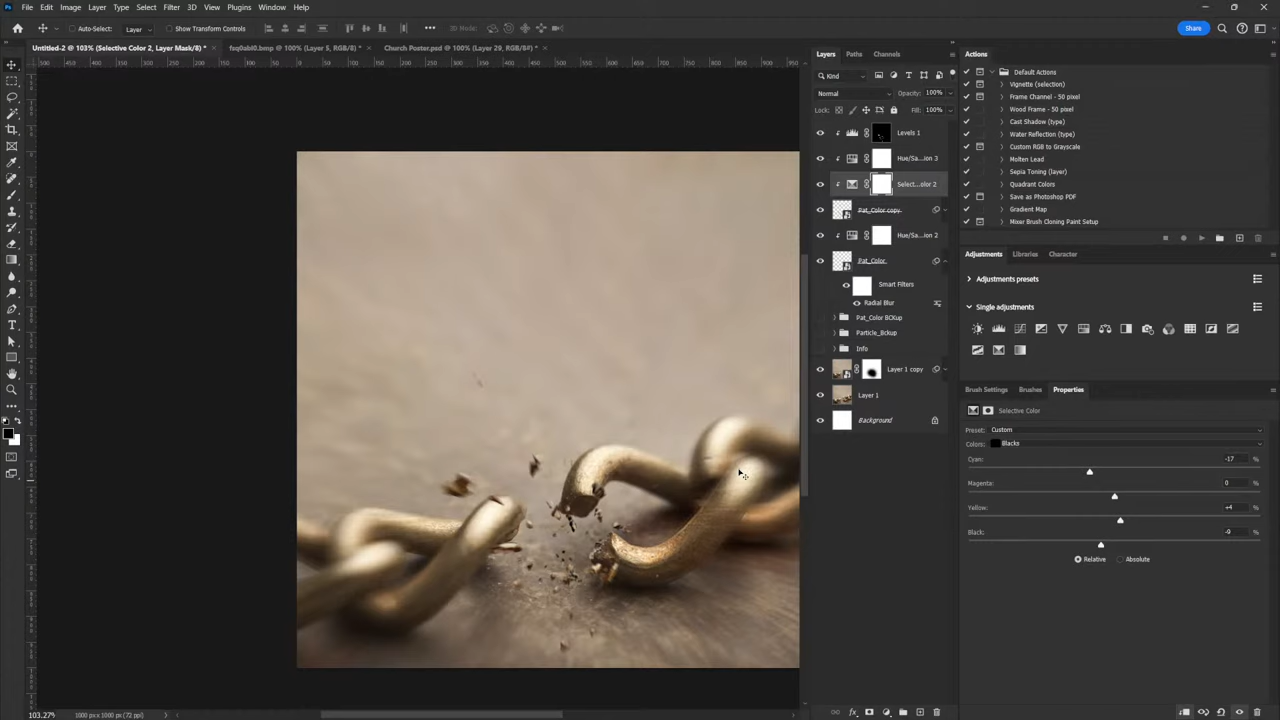 File Edit Image Layer Type Select Filter 3D View Plugins Window Help
Auto-Select: Layer Show Transform Controls 3D Mode: Share
Untitled-2 @ 103% (Selective Color 2, Layer Mask/8) * × fsq0abl0.bmp @ 100% (Layer 5, RGB/8) * × Church Poster.psd @ 100% (Layer 29, RGB/8#) * ×
Layers Paths Channels
Kind
Normal Opacity: 100%
Lock: Fill: 100%
Levels 1
Hue/Sa...ion 3
Select...olor 2
Pat_Color copy
Hue/Sa...ion 2
Pat_Color
Smart Filters
Radial Blur
Pat_Color BCKup
Particle_Bckup
Info
Layer 1 copy
Layer 1
Background
Actions
Default Actions
Vignette (selection)
Frame Channel - 50 pixel
Wood Frame - 50 pixel
Cast Shadow (type)
Water Reflection (type)
Custom RGB to Grayscale
Molten Lead
Sepia Toning (layer)
Quadrant Colors
Save as Photoshop PDF
Gradient Map
Mixer Brush Cloning Paint Setup
Adjustments Libraries Character
Adjustments presets
Single adjustments
Brush Settings Brushes Properties
Selective Color
Preset: Custom
Colors: Blacks
Cyan: -17 %
Magenta: 0 %
Yellow: +4 %
Black: -9 %
Relative Absolute
103.27% 1000 px x 1000 px (72 ppi)